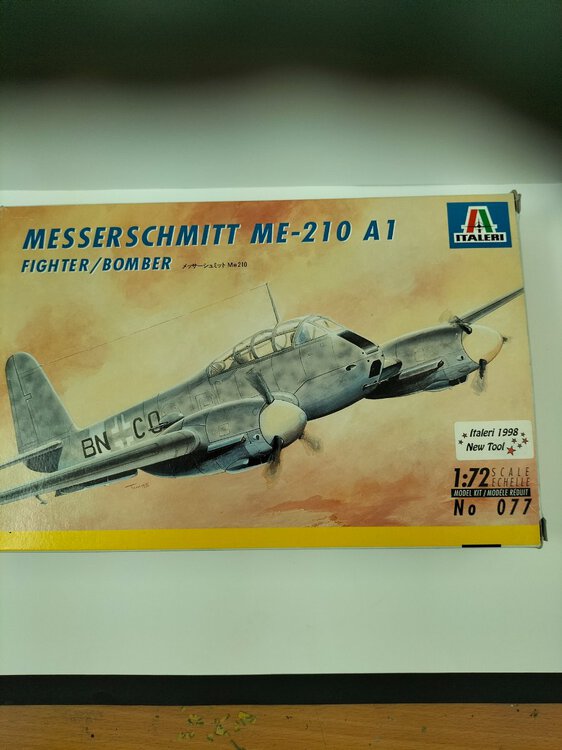 MESSERSCHMITT ME-210 A1
FIGHTER/BOMBER メッサーシュミット Me210
ITALERI
BN CO
Italeri 1998
New Tool
1:72 SCALE
ECHELLE
MODEL KIT / MODÈLE REDUIT
No 077